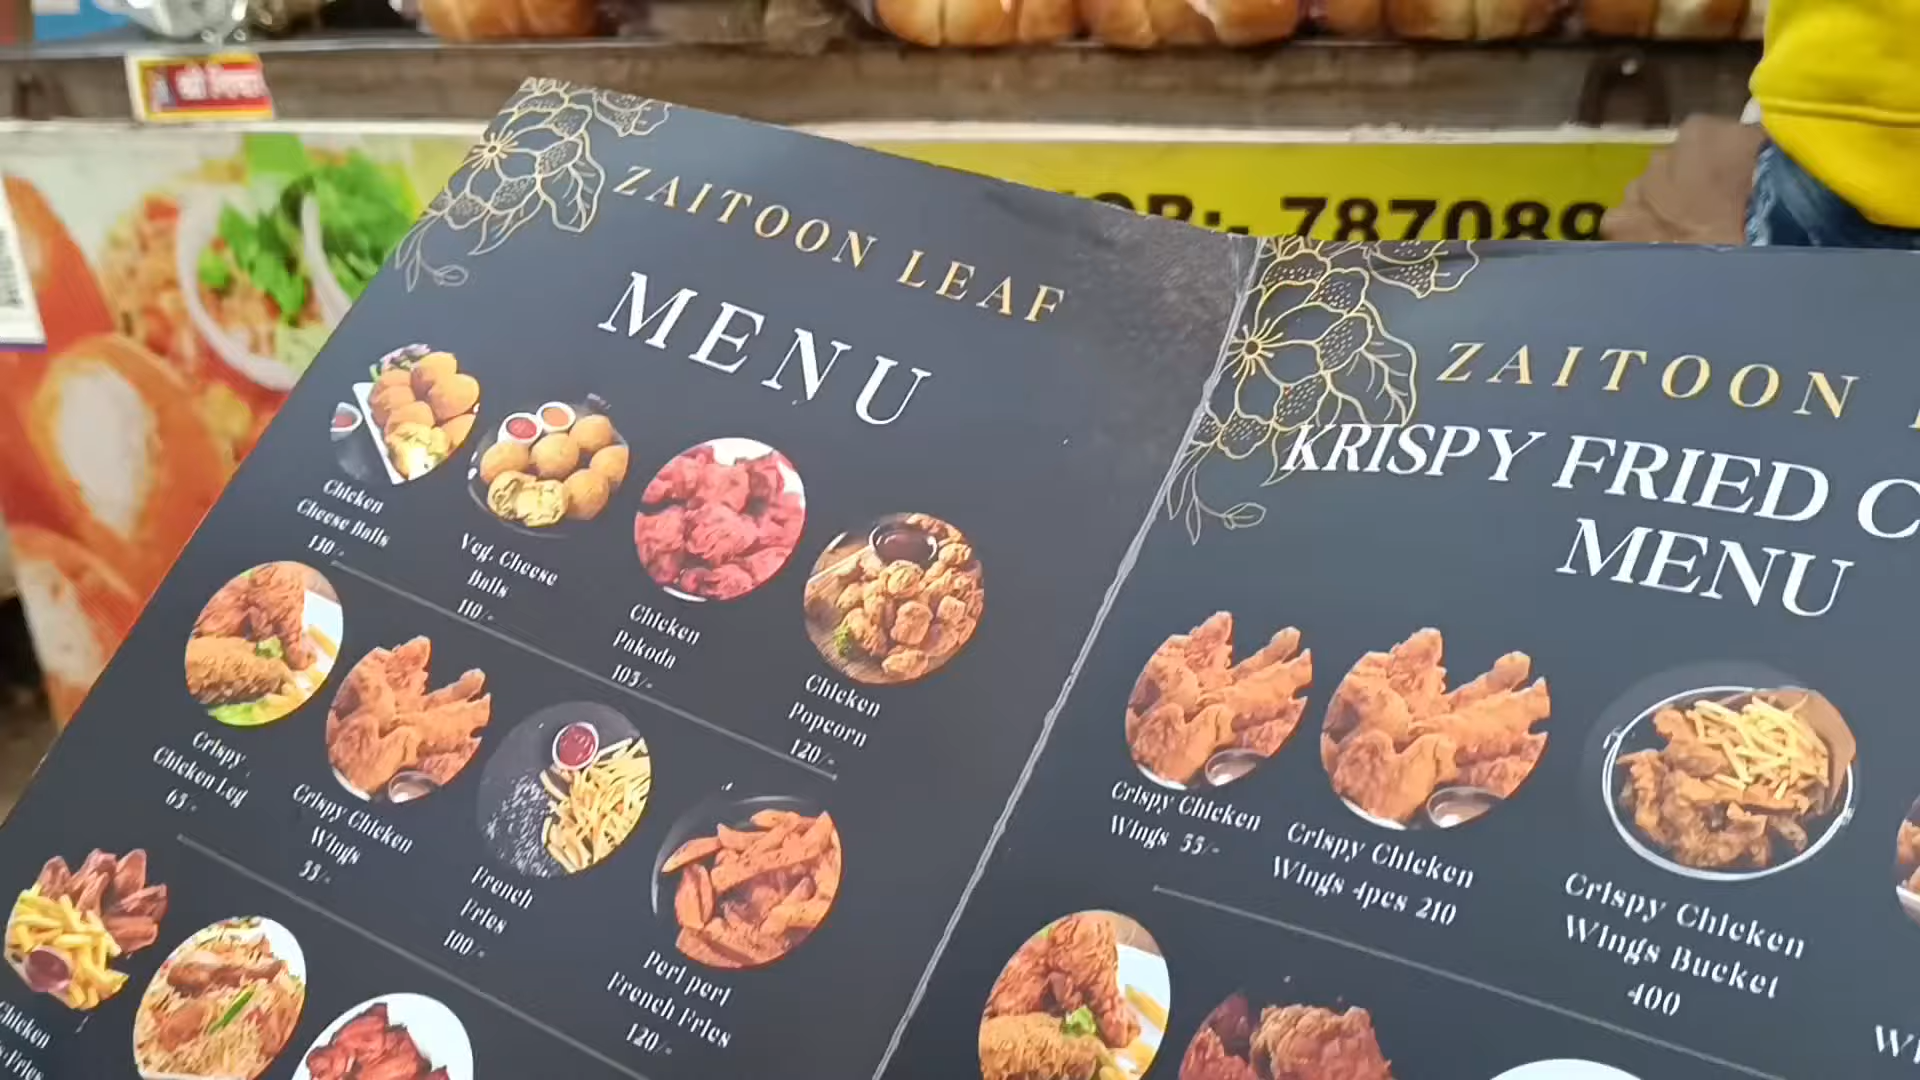 787089
ZAITOON LEAF
MENU
Chicken
Cheese Balls
130/-
Veg. Cheese
Balls
110/-
Chicken
Pakoda
105/-
Chicken
Popcorn
120/-
Crispy
Chicken Leg
65/-
Crispy Chicken
Wings
55/-
French
Fries
100/-
Peri peri
French Fries
120/-
Chicken
ZAITOON
KRISPY FRIED C
MENU
Crispy Chicken
Wings 55/-
Crispy Chicken
Wings 4pcs 210
Crispy Chicken
Wings Bucket
400